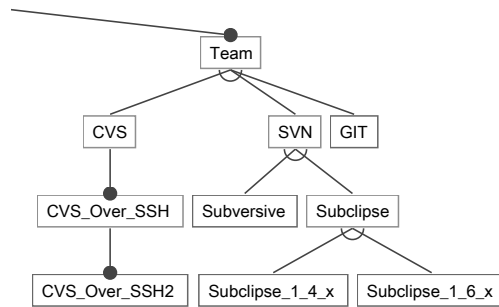 Team
CVS
SVN
GIT
CVS_Over_SSH
Subversive
Subclipse
CVS_Over_SSH2
Subclipse_1_4_x
Subclipse_1_6_x